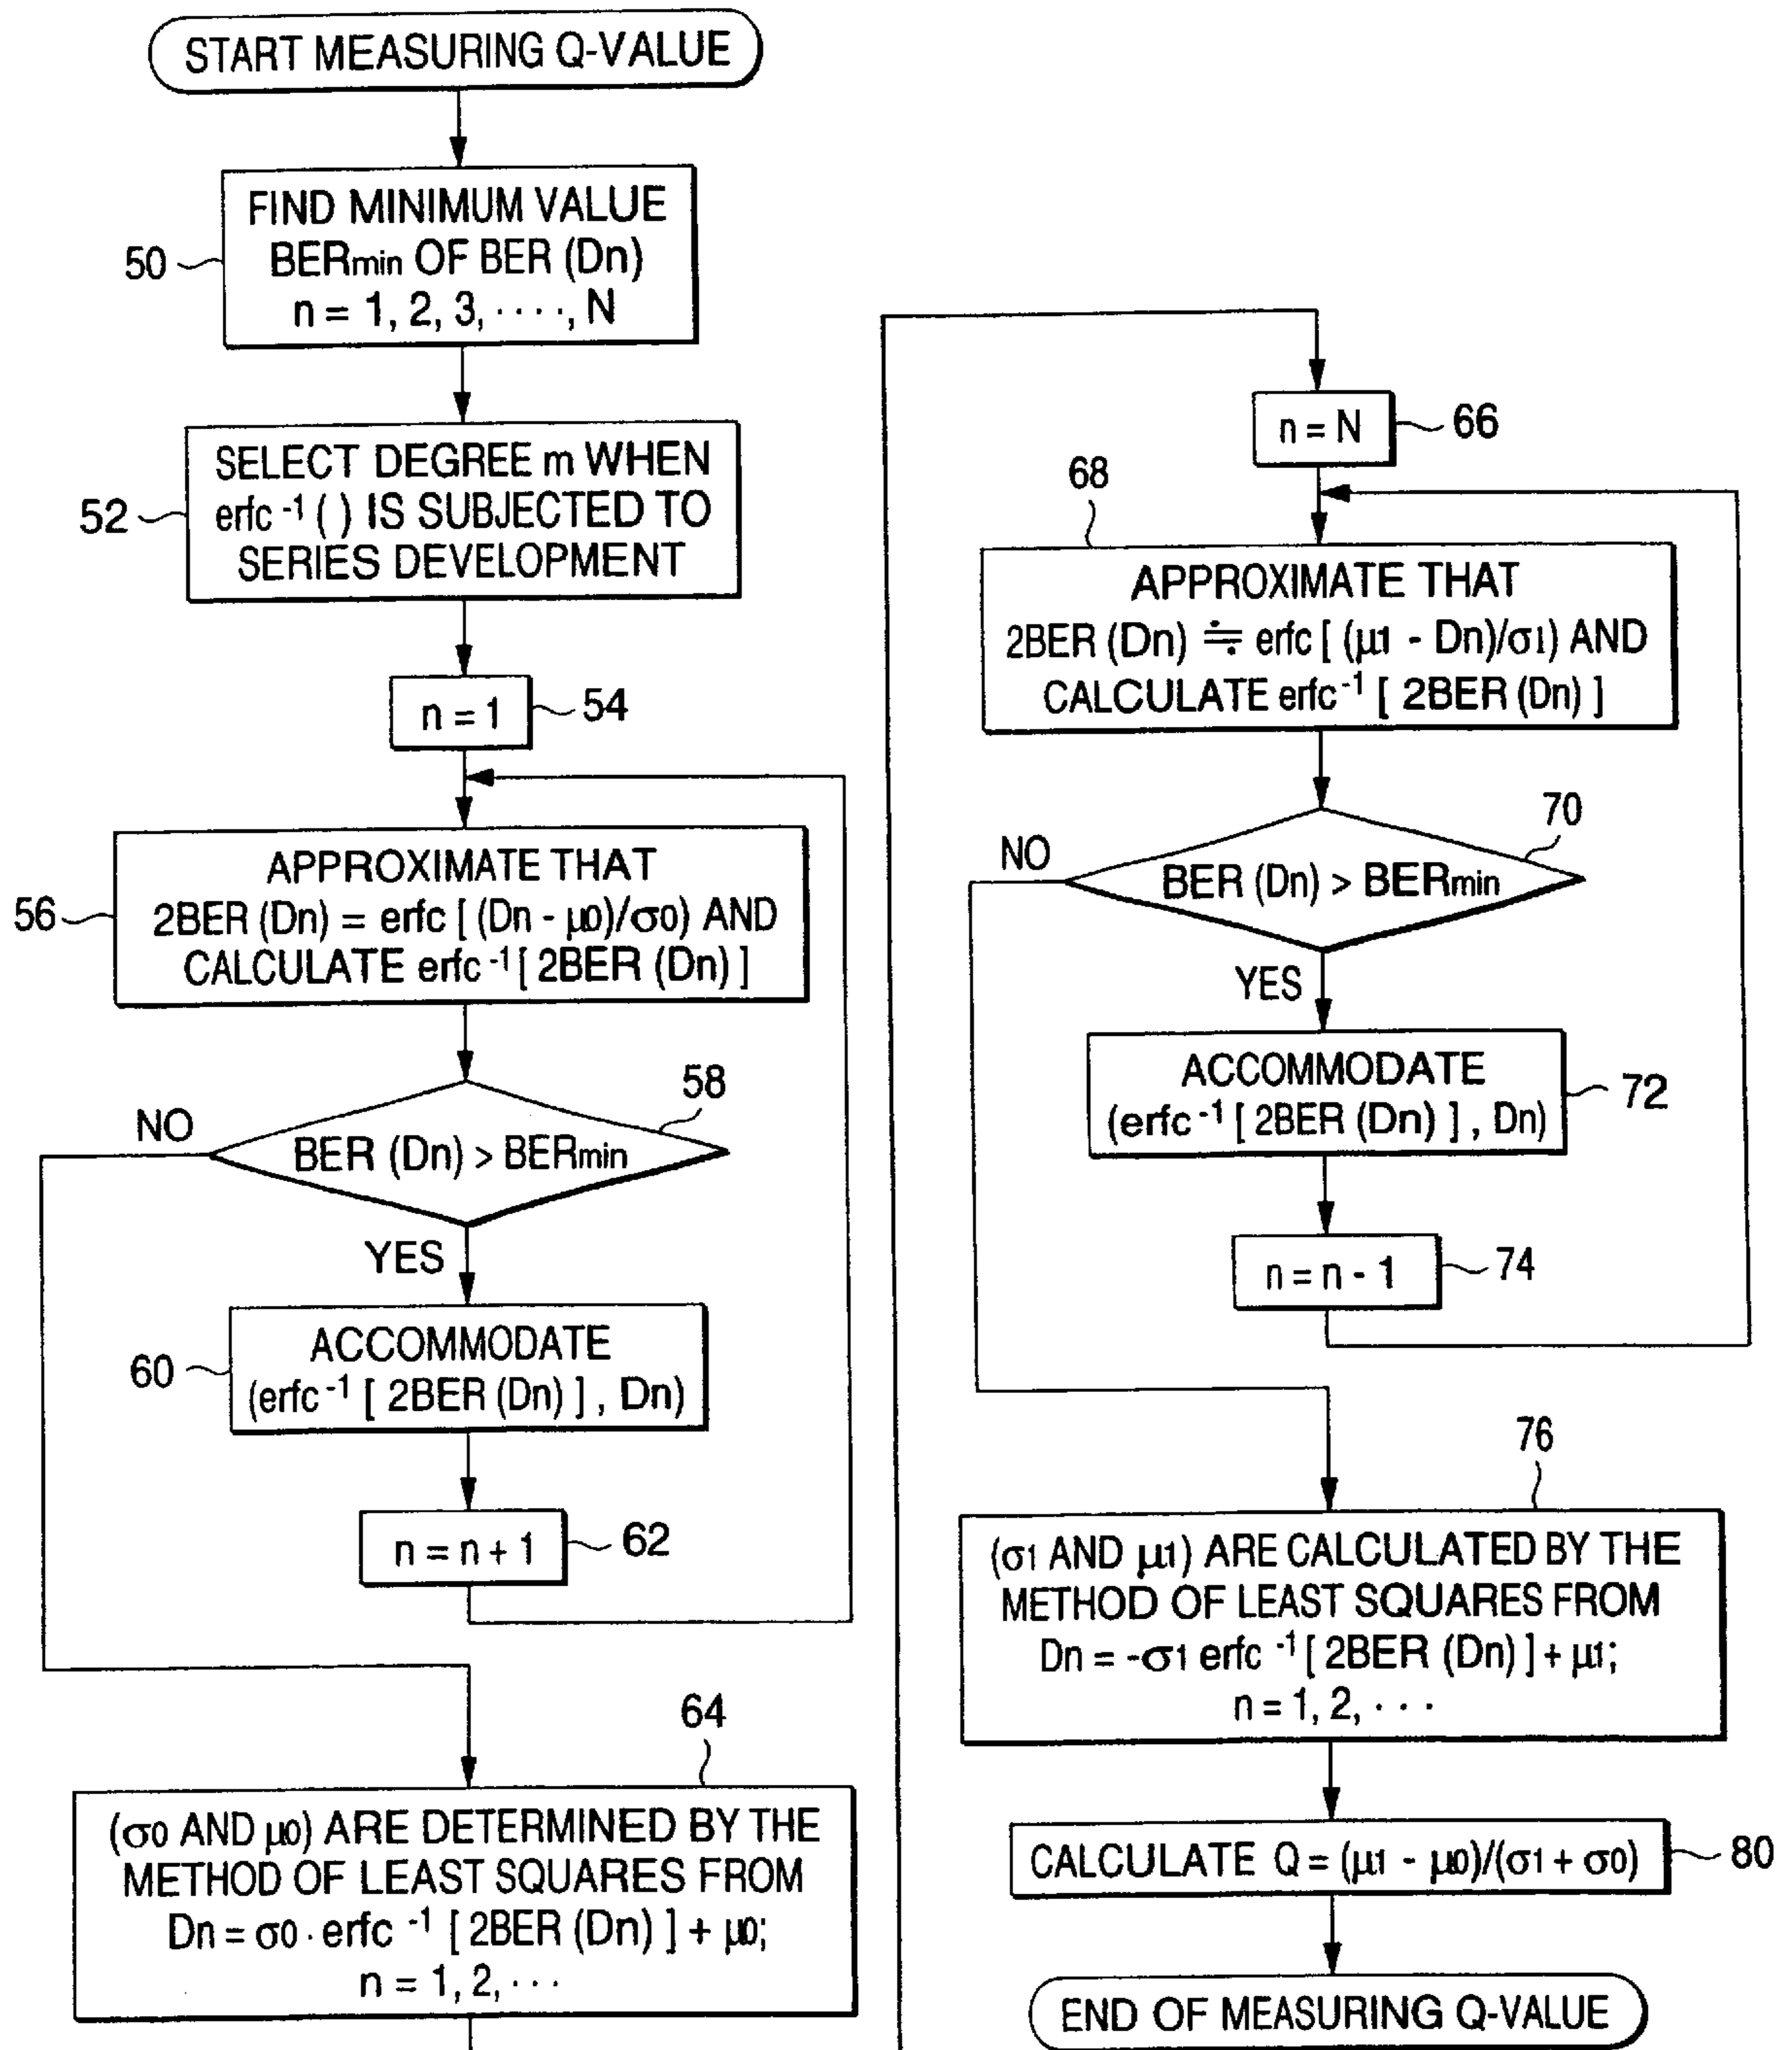 START MEASURING Q-VALUE
FIND MINIMUM VALUE
BERmin OF BER (Dn)
n = 1, 2, 3, ····, N
50
SELECT DEGREE m WHEN
erfc⁻¹ ( ) IS SUBJECTED TO
SERIES DEVELOPMENT
52
n = 1
54
APPROXIMATE THAT
2BER (Dn) = erfc [ (Dn - μ0)/σ0) AND
CALCULATE erfc⁻¹ [ 2BER (Dn) ]
56
58
NO
BER (Dn) > BERmin
YES
ACCOMMODATE
(erfc⁻¹ [ 2BER (Dn) ] , Dn)
60
n = n + 1
62
64
(σ0 AND μ0) ARE DETERMINED BY THE
METHOD OF LEAST SQUARES FROM
Dn = σ0 · erfc⁻¹ [ 2BER (Dn) ] + μ0;
n = 1, 2, ···
n = N
66
68
APPROXIMATE THAT
2BER (Dn) ≒ erfc [ (μ1 - Dn)/σ1) AND
CALCULATE erfc⁻¹ [ 2BER (Dn) ]
70
NO
BER (Dn) > BERmin
YES
ACCOMMODATE
(erfc⁻¹ [ 2BER (Dn) ] , Dn)
72
n = n - 1
74
76
(σ1 AND μ1) ARE CALCULATED BY THE
METHOD OF LEAST SQUARES FROM
Dn = -σ1 erfc⁻¹ [ 2BER (Dn) ] + μ1;
n = 1, 2, ···
CALCULATE Q = (μ1 - μ0)/(σ1 + σ0)
80
END OF MEASURING Q-VALUE